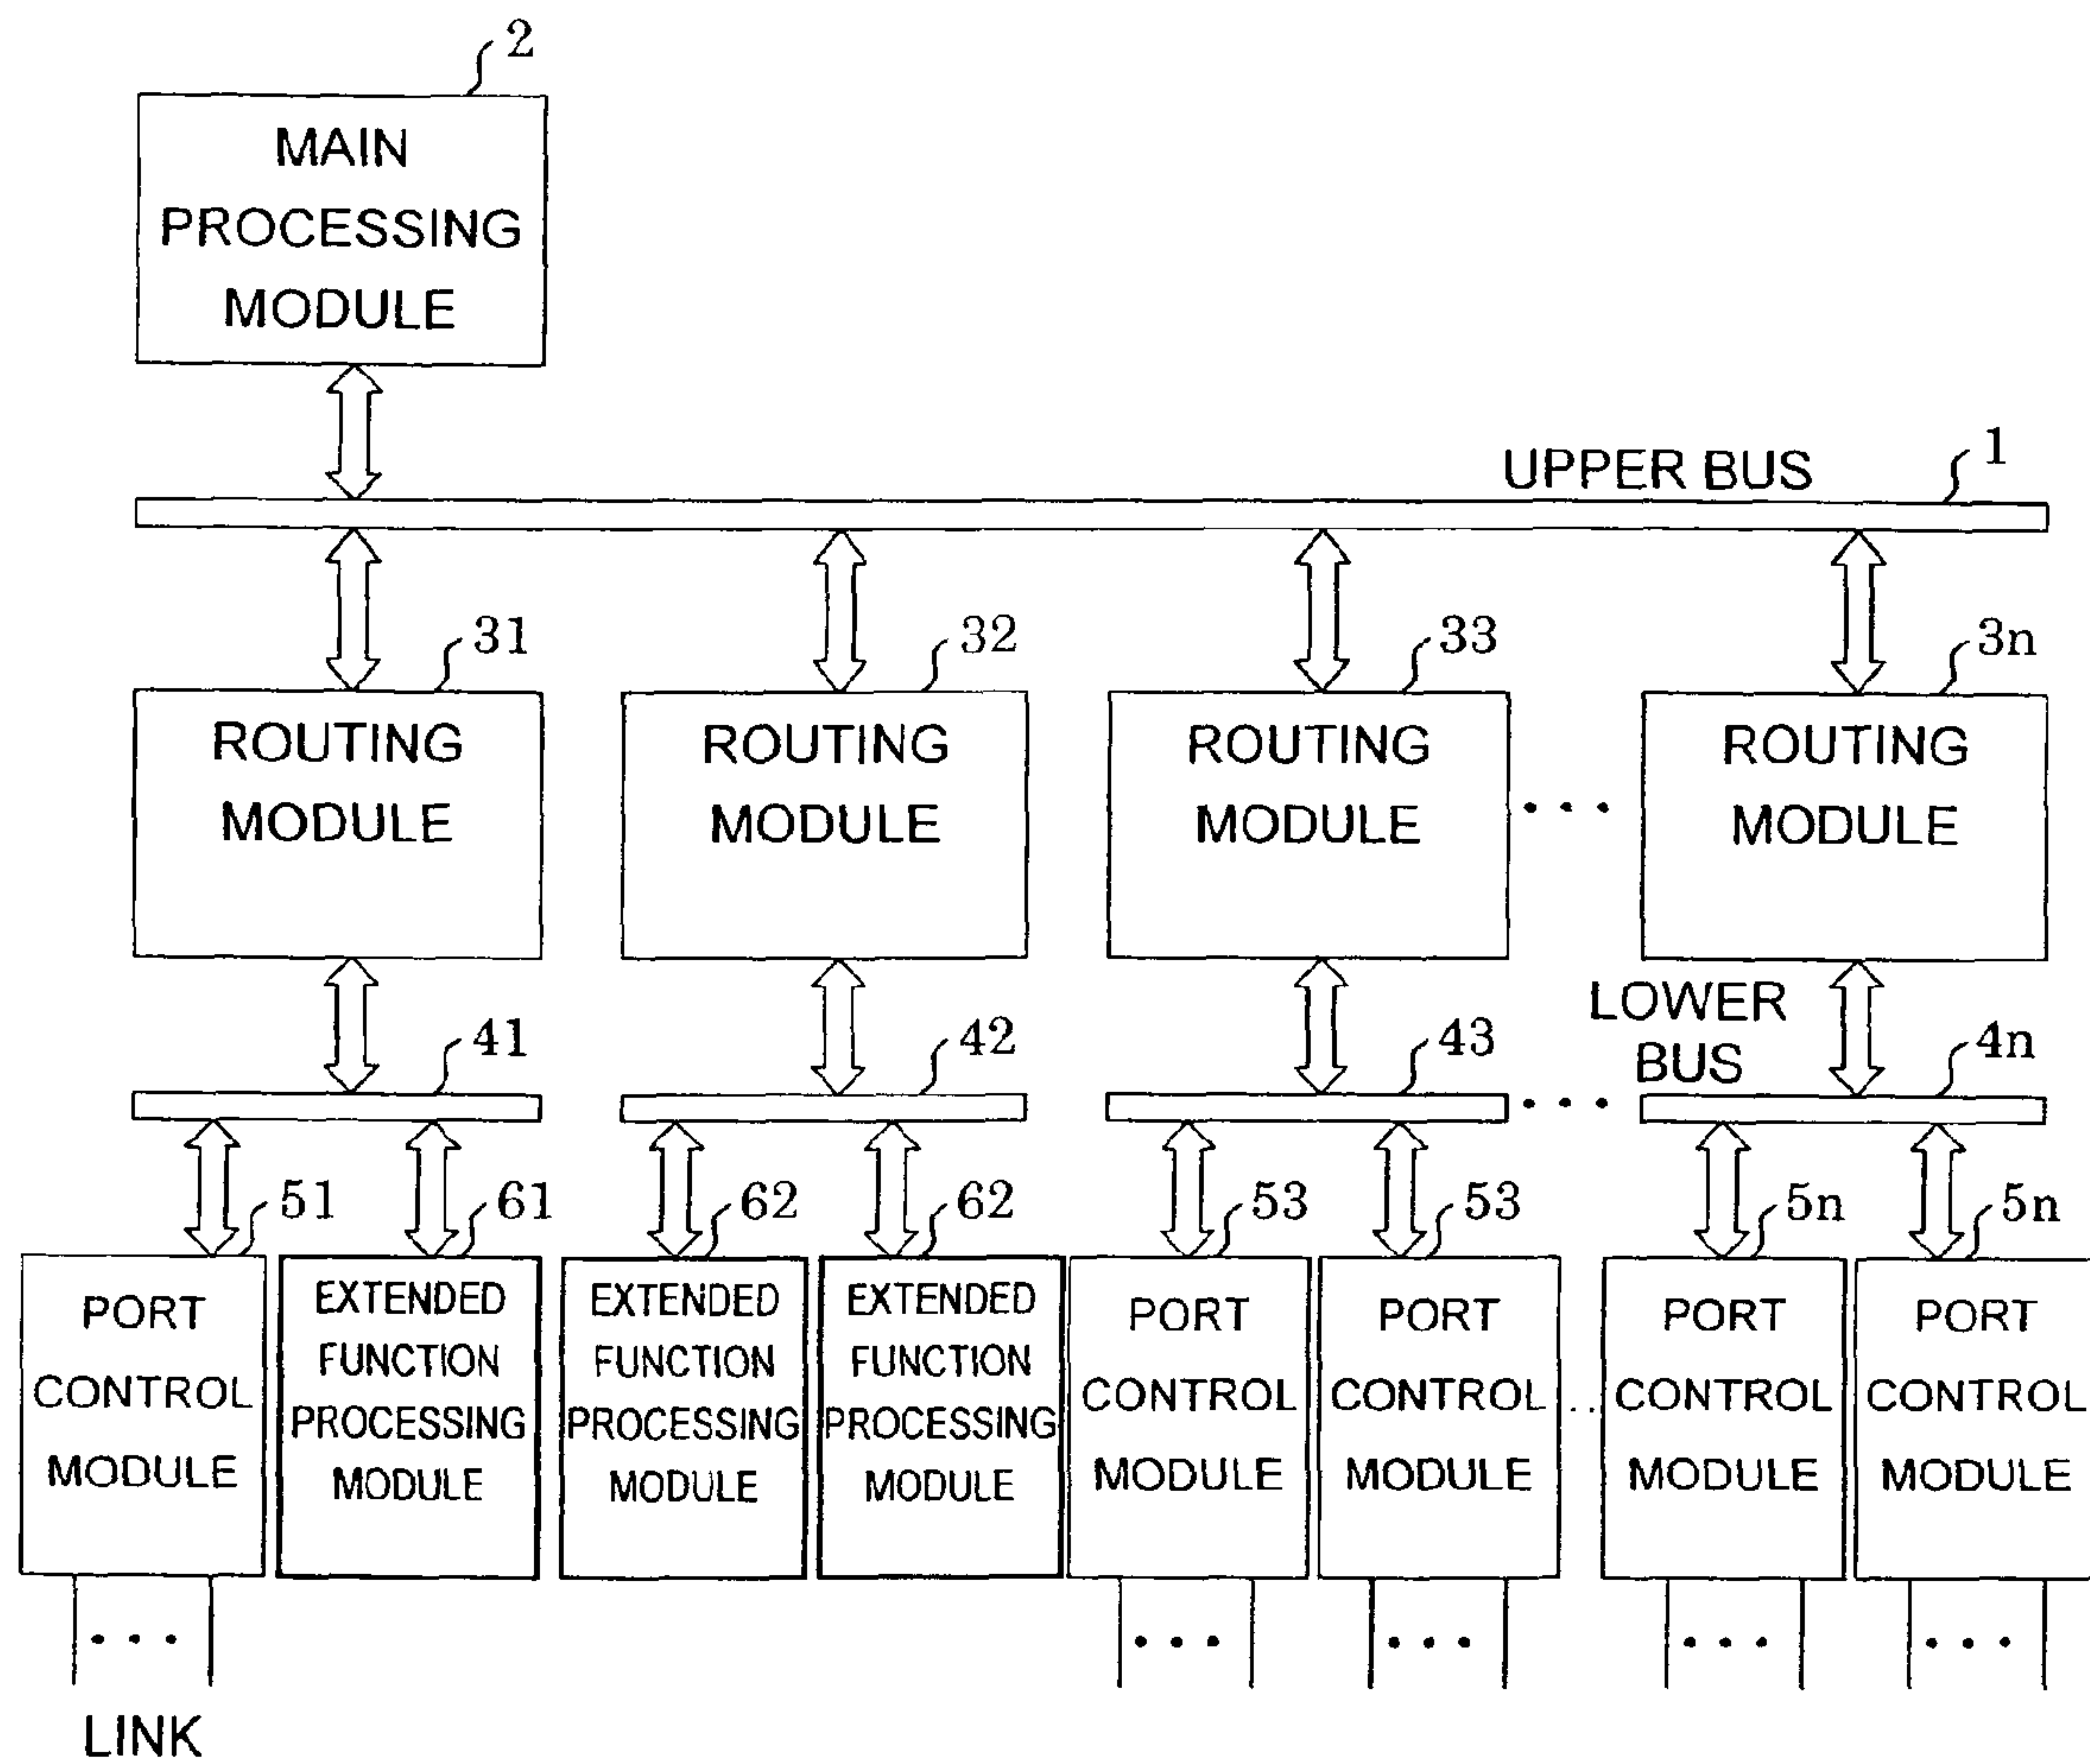 2
MAIN
PROCESSING
MODULE
UPPER BUS
1
31
32
33
3n
ROUTING
MODULE
ROUTING
MODULE
ROUTING
MODULE
...
ROUTING
MODULE
LOWER
BUS
41
42
43
...
4n
51
61
62
62
53
53
5n
5n
PORT
CONTROL
MODULE
EXTENDED
FUNCTION
PROCESSING
MODULE
EXTENDED
FUNCTION
PROCESSING
MODULE
EXTENDED
FUNCTION
PROCESSING
MODULE
PORT
CONTROL
MODULE
PORT
CONTROL
MODULE
...
PORT
CONTROL
MODULE
PORT
CONTROL
MODULE
...
...
...
...
...
LINK